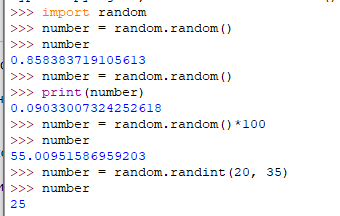 >>> import random
>>> number = random.random()
>>> number
0.858383719105613
>>> number = random.random()
>>> print(number)
0.09033007324252618
>>> number = random.random()*100
>>> number
55.00951586959203
>>> number = random.randint(20, 35)
>>> number
25